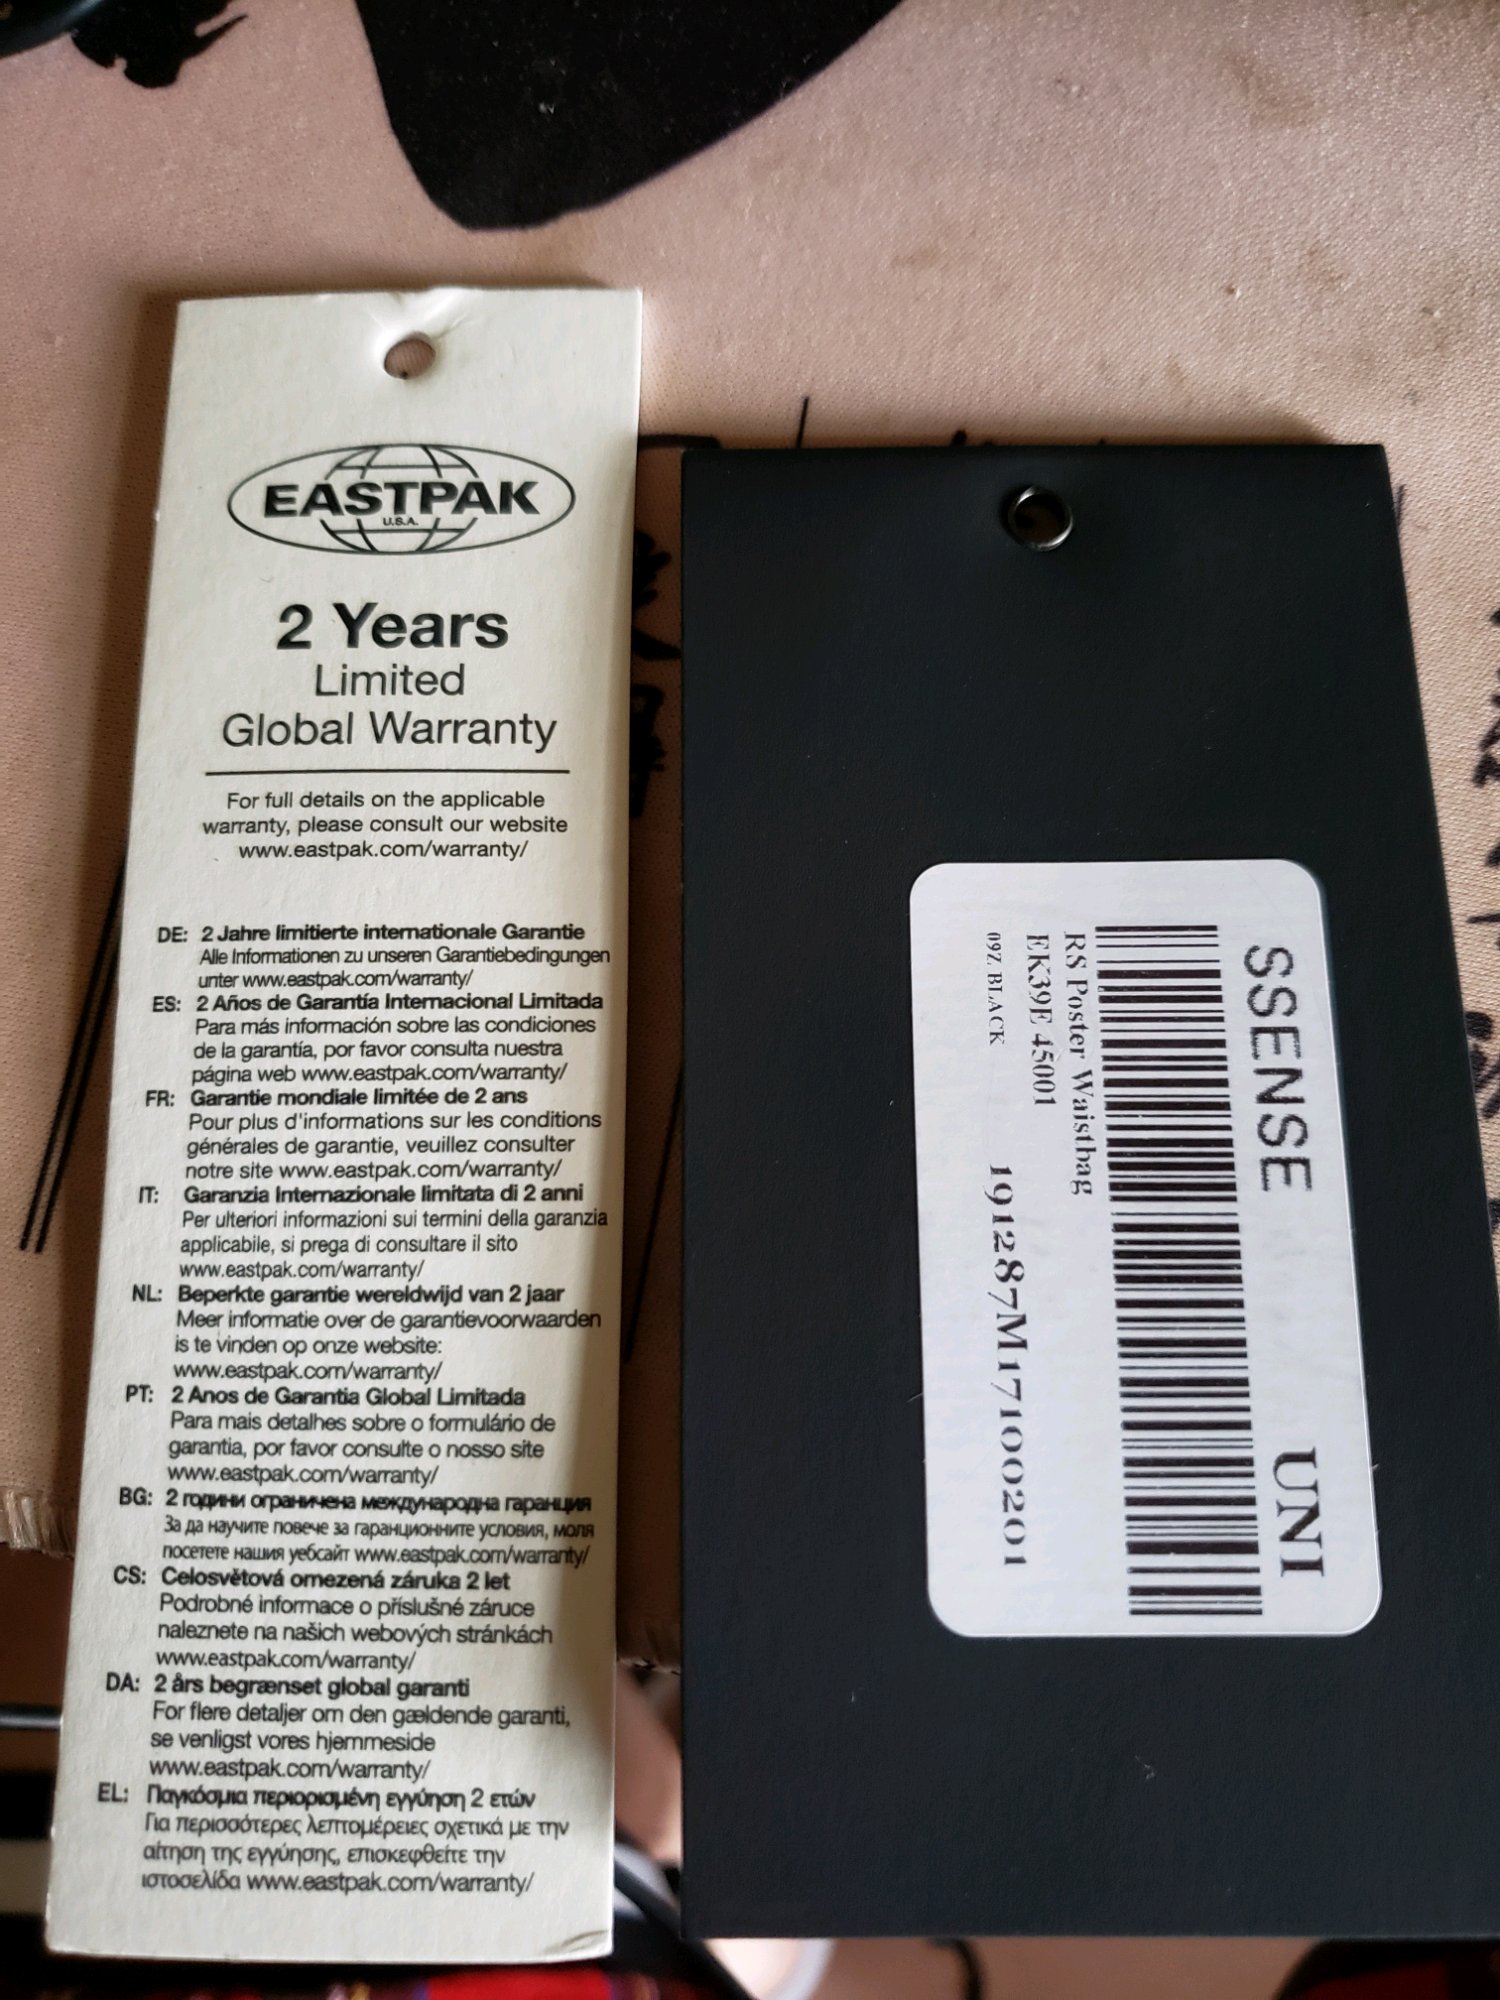 EASTPAK
U.S.A.
2 Years
Limited
Global Warranty
For full details on the applicable
warranty, please consult our website
www.eastpak.com/warranty/
DE: 2 Jahre limitierte internationale Garantie
Alle Informationen zu unseren Garantiebedingungen
unter www.eastpak.com/warranty/
ES: 2 Años de Garantía Internacional Limitada
Para más información sobre las condiciones
de la garantía, por favor consulta nuestra
página web www.eastpak.com/warranty/
FR: Garantie mondiale limitée de 2 ans
Pour plus d'informations sur les conditions
générales de garantie, veuillez consulter
notre site www.eastpak.com/warranty/
IT: Garanzia Internazionale limitata di 2 anni
Per ulteriori informazioni sui termini della garanzia
applicabile, si prega di consultare il sito
www.eastpak.com/warranty/
NL: Beperkte garantie wereldwijd van 2 jaar
Meer informatie over de garantievoorwaarden
is te vinden op onze website:
www.eastpak.com/warranty/
PT: 2 Anos de Garantia Global Limitada
Para mais detalhes sobre o formulário de
garantia, por favor consulte o nosso site
www.eastpak.com/warranty/
BG: 2 години ограничена международна гаранция
За да научите повече за гаранционните условия, моля
посетете нашия уебсайт www.eastpak.com/warranty/
CS: Celosvětová omezená záruka 2 let
Podrobné informace o příslušné záruce
naleznete na našich webových stránkách
www.eastpak.com/warranty/
DA: 2 års begrænset global garanti
For flere detaljer om den gældende garanti,
se venligst vores hjemmeside
www.eastpak.com/warranty/
EL: Παγκόσμια περιορισμένη εγγύηση 2 ετών
Για περισσότερες λεπτομέρειες σχετικά με την
αίτηση της εγγύησης, επισκεφθείτε την
ιστοσελίδα www.eastpak.com/warranty/
SSENSE UNI
RS Poster Waistbag
EK39E 45001
09Z BLACK 191287M17100201